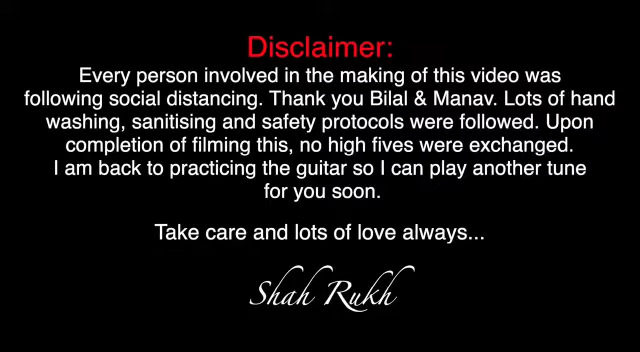 Disclaimer:
Every person involved in the making of this video was
following social distancing. Thank you Bilal & Manav. Lots of hand
washing, sanitising and safety protocols were followed. Upon
completion of filming this, no high fives were exchanged.
I am back to practicing the guitar so I can play another tune
for you soon.
Take care and lots of love always...
Shah Rukh